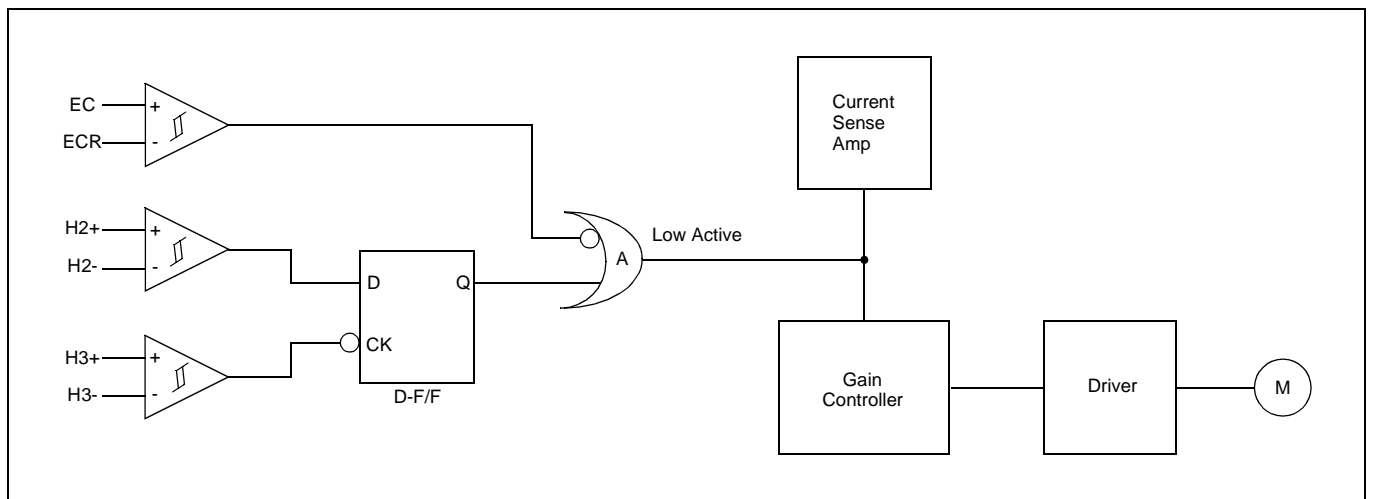 EC
+
ECR
-
H2+
+
H2-
-
H3+
+
H3-
-
D
Q
CK
D-F/F
A
Low Active
Current
Sense
Amp
Gain
Controller
Driver
M